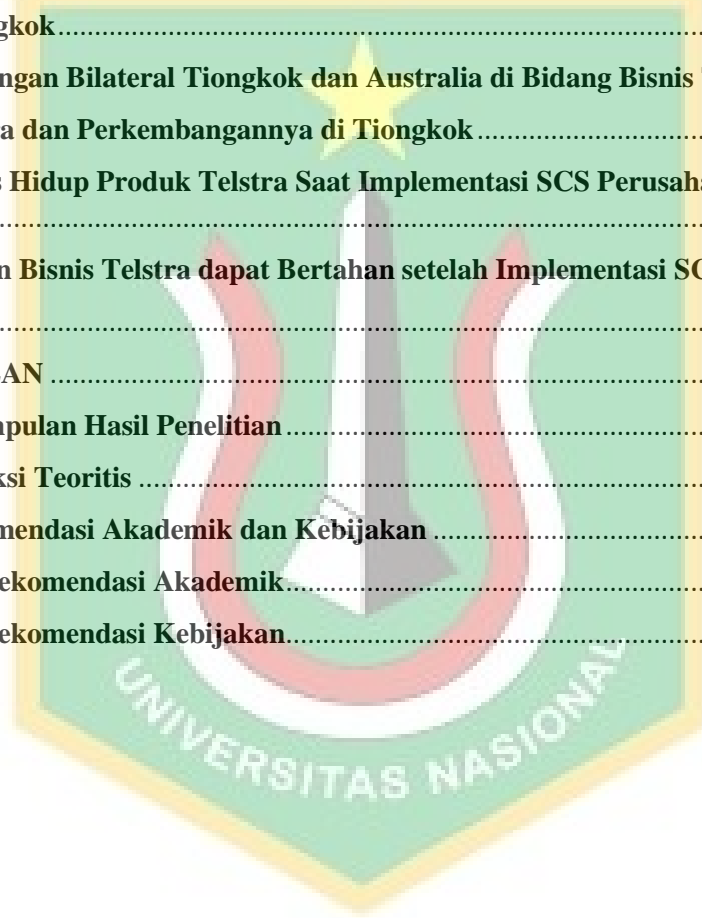 gkok........................................................................
ngan Bilateral Tiongkok dan Australia di Bidang Bisnis
a dan Perkembangannya di Tiongkok........................
s Hidup Produk Telstra Saat Implementasi SCS Perusaha
........................................................................
n Bisnis Telstra dapat Bertahan setelah Implementasi SC
........................................................................
AN........................................................................
pulan Hasil Penelitian................................................
ksi Teoritis................................................................
mendasi Akademik dan Kebijakan................................
ekomendasi Akademik................................................
ekomendasi Kebijakan................................................
UNIVERSITAS NASIONAL